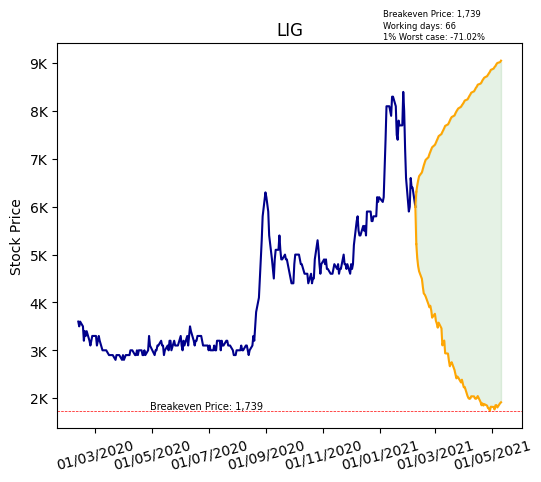 Breakeven Price: 1,739
Working days: 66
1% Worst case: -71.02%
LIG
9K
8K
7K
6K
5K
4K
3K
2K
Stock Price
Breakeven Price: 1,739
01/03/2020
01/05/2020
01/07/2020
01/09/2020
01/11/2020
01/01/2021
01/03/2021
01/05/2021